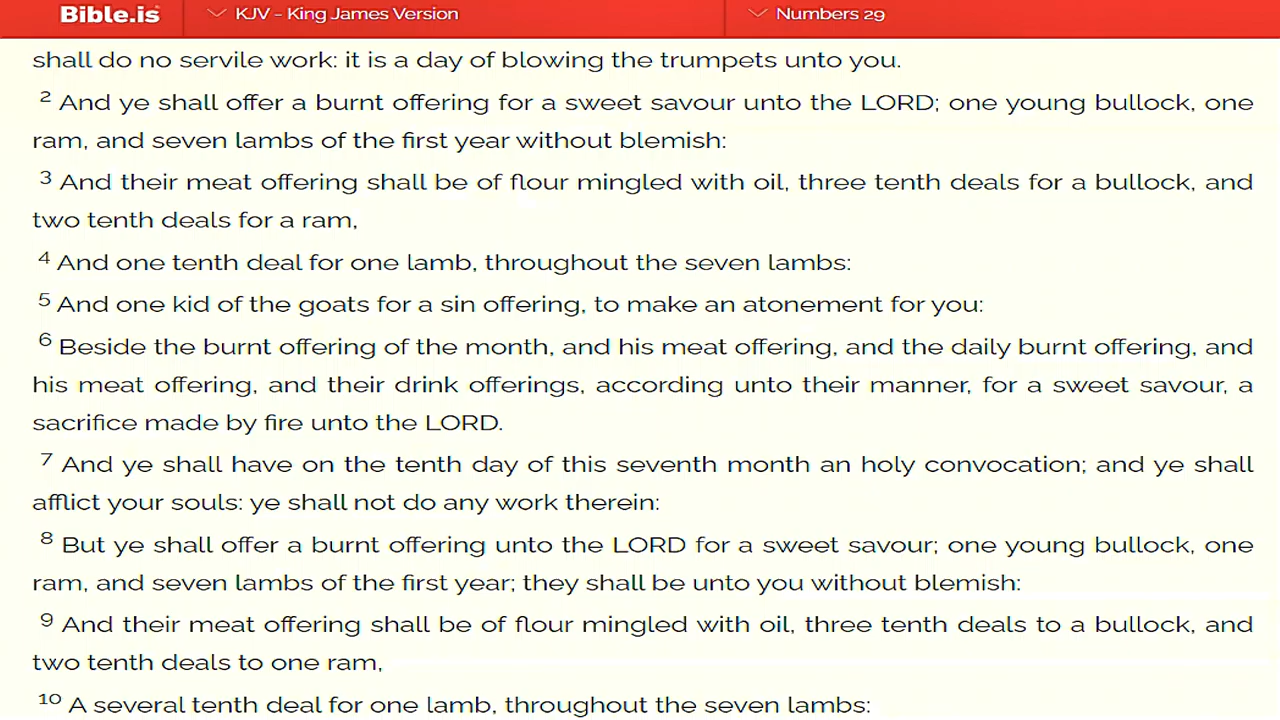 Bible.is KJV - King James Version Numbers 29
shall do no servile work: it is a day of blowing the trumpets unto you.
2 And ye shall offer a burnt offering for a sweet savour unto the LORD; one young bullock, one
ram, and seven lambs of the first year without blemish:
3 And their meat offering shall be of flour mingled with oil, three tenth deals for a bullock, and
two tenth deals for a ram,
4 And one tenth deal for one lamb, throughout the seven lambs:
5 And one kid of the goats for a sin offering, to make an atonement for you:
6 Beside the burnt offering of the month, and his meat offering, and the daily burnt offering, and
his meat offering, and their drink offerings, according unto their manner, for a sweet savour, a
sacrifice made by fire unto the LORD.
7 And ye shall have on the tenth day of this seventh month an holy convocation; and ye shall
afflict your souls: ye shall not do any work therein:
8 But ye shall offer a burnt offering unto the LORD for a sweet savour; one young bullock, one
ram, and seven lambs of the first year; they shall be unto you without blemish:
9 And their meat offering shall be of flour mingled with oil, three tenth deals to a bullock, and
two tenth deals to one ram,
10 A several tenth deal for one lamb, throughout the seven lambs: